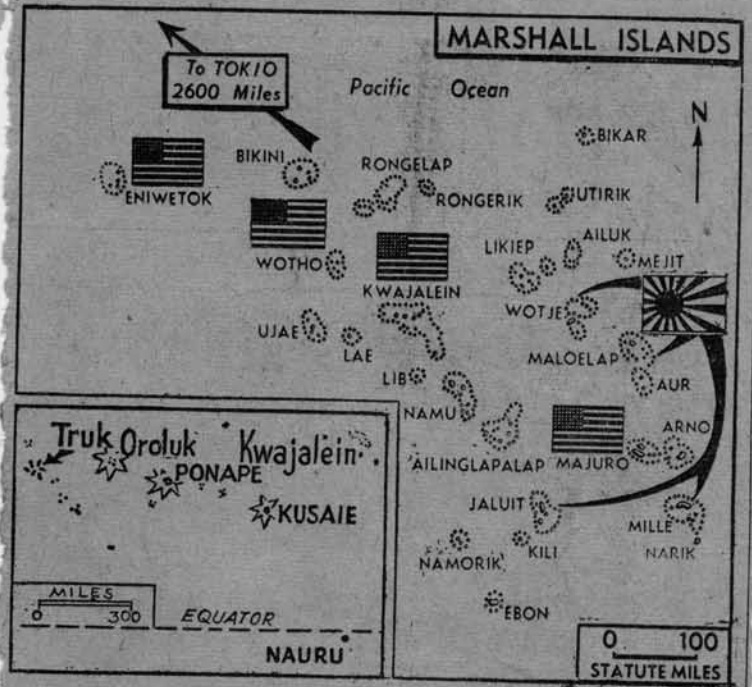 MARSHALL ISLANDS
To TOKIO
2600 Miles
Pacific Ocean
N
BIKAR
BIKINI
RONGELAP
ENIWETOK
RONGERIK
UTIRIK
WOTHO
LIKIEP
AILUK
MEJIT
KWAJALEIN
WOTJE
UJAE
LAE
MALOELAP
LIB
AUR
NAMU
ARNO
AILINGLAPALAP
MAJURO
JALUIT
MILLE
NARIK
NAMORIK
KILI
EBON
0 100
STATUTE MILES
Truk
Oroluk
Kwajalein
PONAPE
KUSAIE
MILES
0 300
EQUATOR
NAURU